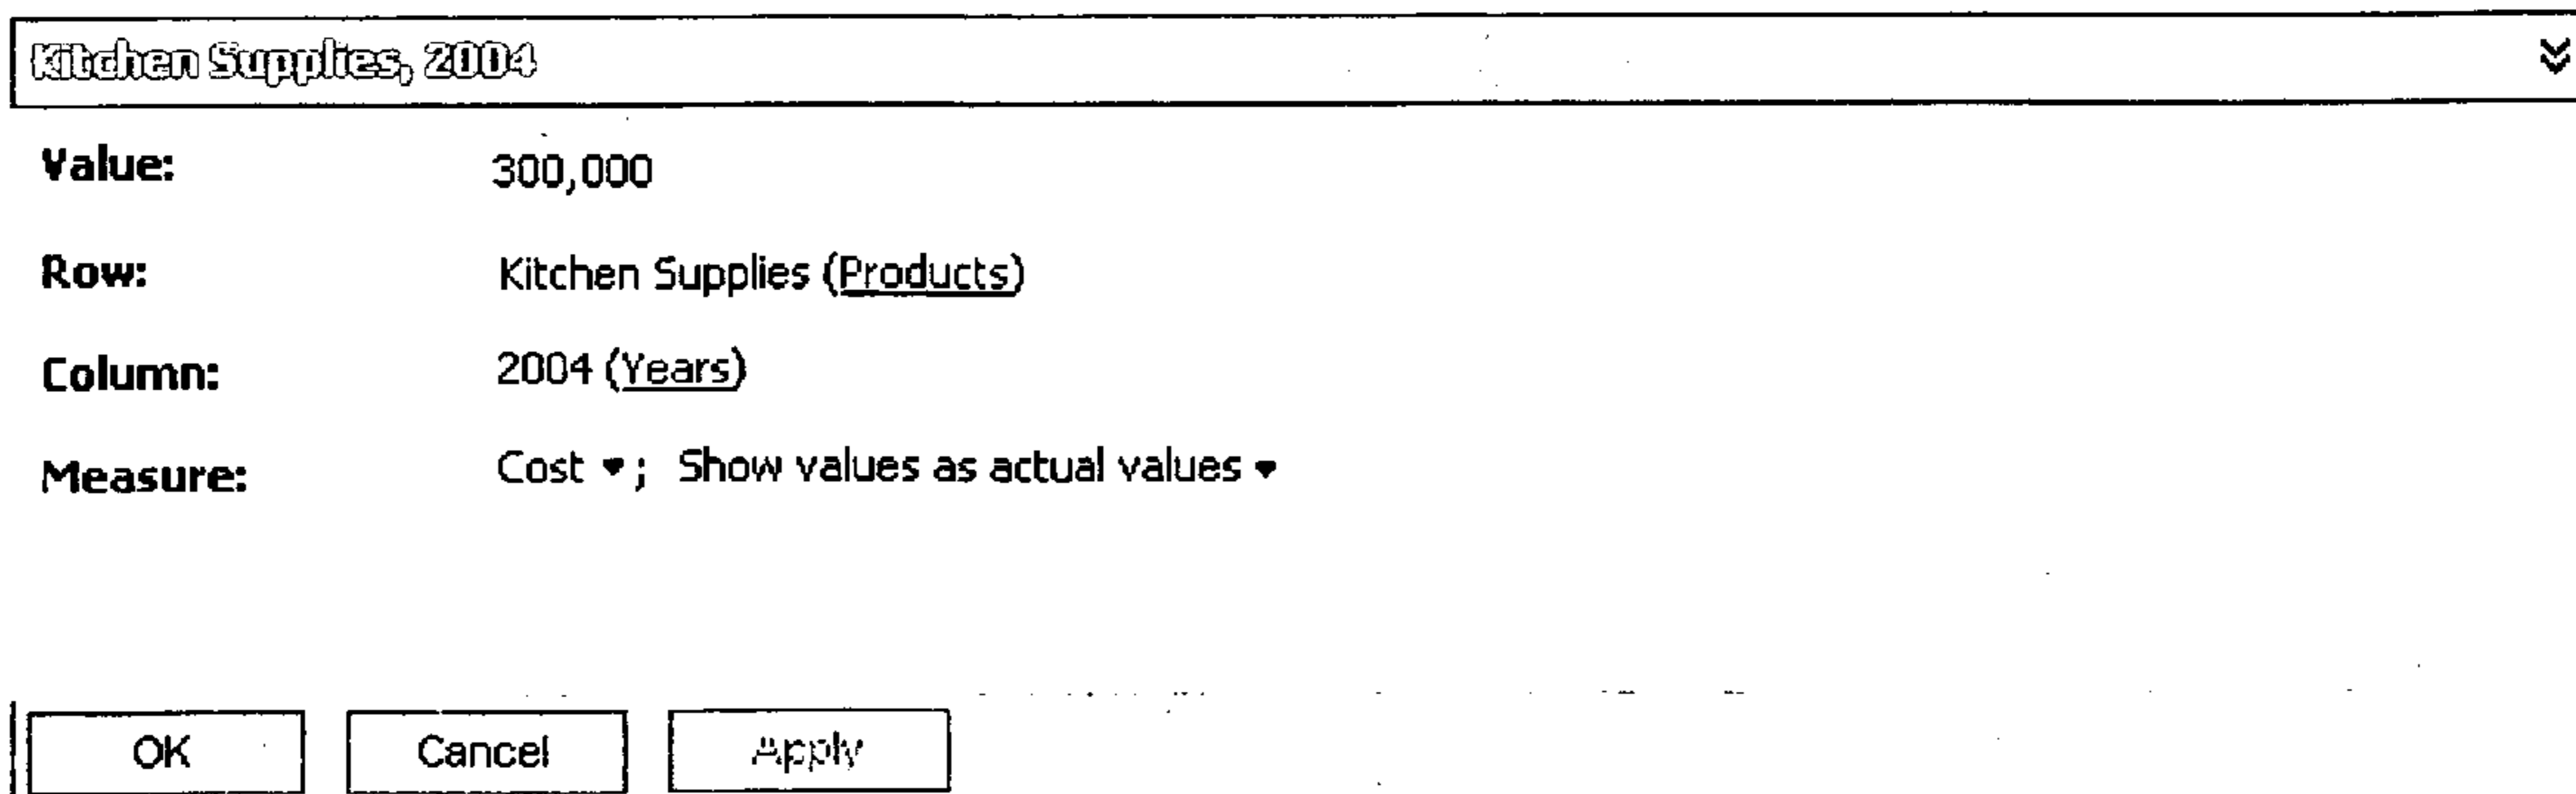 Kitchen Supplies, 2004
Value: 300,000
Row: Kitchen Supplies (Products)
Column: 2004 (Years)
Measure: Cost ; Show values as actual values
OK Cancel Apply